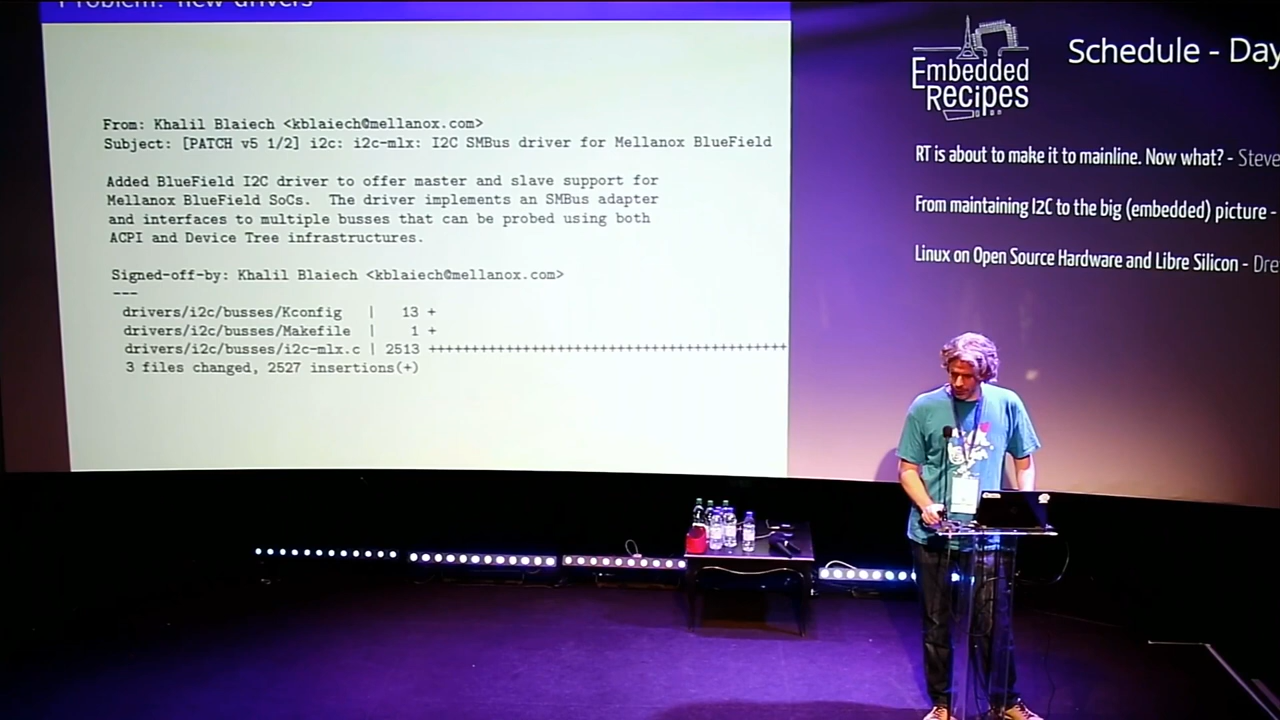 Problem: new drivers
From: Khalil Blaiech <kblaiech@mellanox.com>
Subject: [PATCH v5 1/2] i2c: i2c-mlx: I2C SMBus driver for Mellanox BlueField
Added BlueField I2C driver to offer master and slave support for
Mellanox BlueField SoCs. The driver implements an SMBus adapter
and interfaces to multiple busses that can be probed using both
ACPI and Device Tree infrastructures.
Signed-off-by: Khalil Blaiech <kblaiech@mellanox.com>
---
drivers/i2c/busses/Kconfig | 13 +
drivers/i2c/busses/Makefile | 1 +
drivers/i2c/busses/i2c-mlx.c | 2513 ++++++++++++++++++++++++++++++++++++++++++
3 files changed, 2527 insertions(+)
Embedded
Recipes
Schedule - Day
RT is about to make it to mainline. Now what? - Steve
From maintaining I2C to the big (embedded) picture -
Linux on Open Source Hardware and Libre Silicon - Dre